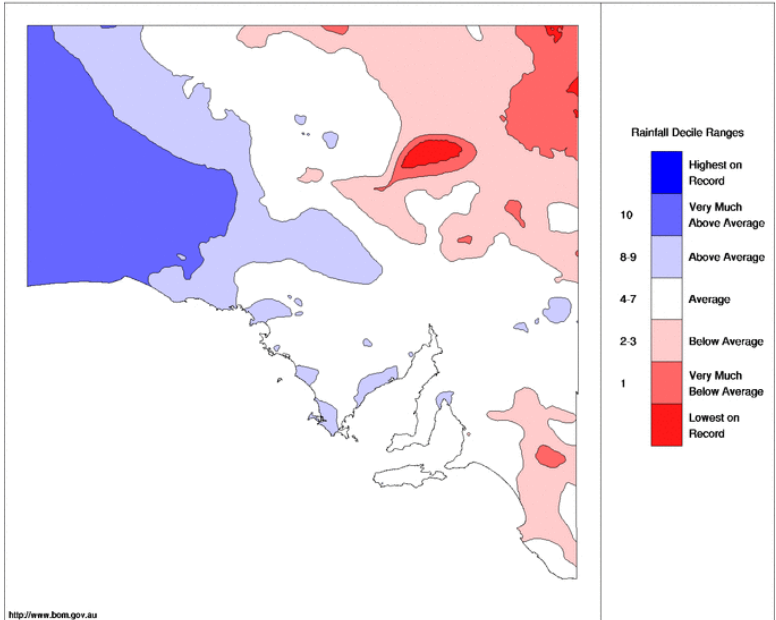 Rainfall Decile Ranges
Highest on
Record
10
Very Much
Above Average
8-9
Above Average
4-7
Average
2-3
Below Average
1
Very Much
Below Average
Lowest on
Record
http://www.bom.gov.au